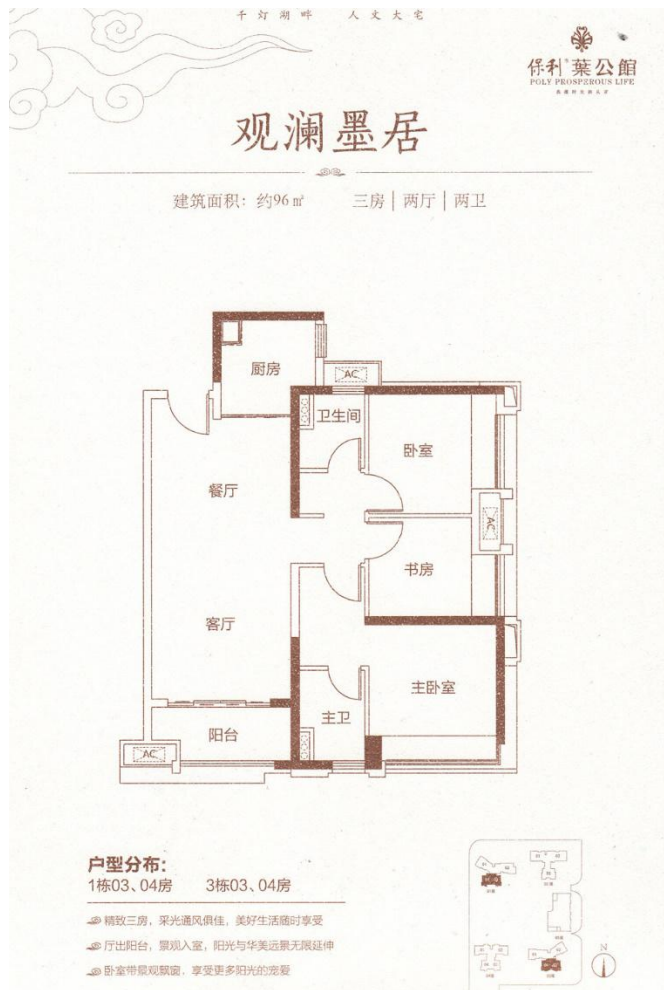 千灯湖畔 人文大宅
保利®葉公館
POLY PROSPEROUS LIFE
观澜墨居
建筑面积：约96㎡ 三房│两厅│两卫
厨房
AC
卫生间
卧室
餐厅
AC
书房
客厅
主卧室
主卫
阳台
AC
户型分布：
1栋03、04房 3栋03、04房
精致三房，采光通风俱佳，美好生活随时享受
厅出阳台，景观入室，阳光与华美远景无限延伸
卧室带景观飘窗，享受更多阳光的宠爱
N